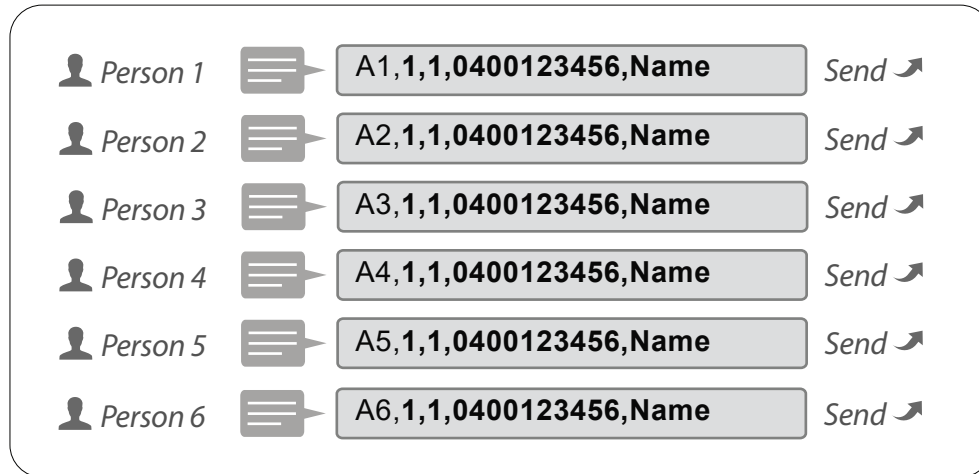 Person 1 A1,1,1,0400123456,Name Send
Person 2 A2,1,1,0400123456,Name Send
Person 3 A3,1,1,0400123456,Name Send
Person 4 A4,1,1,0400123456,Name Send
Person 5 A5,1,1,0400123456,Name Send
Person 6 A6,1,1,0400123456,Name Send